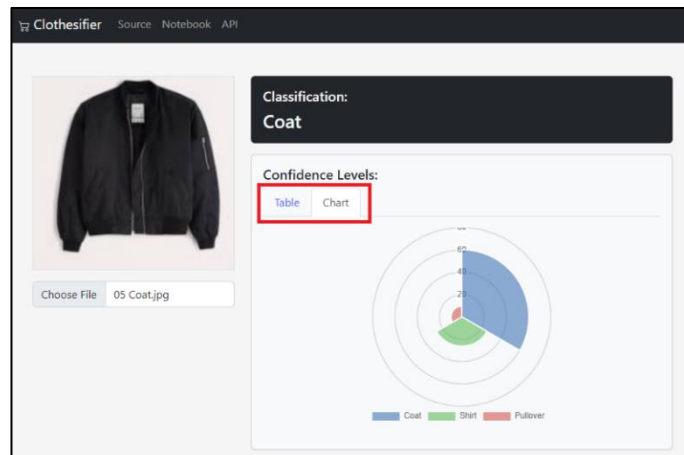 Clothesifier Source Notebook API
Classification:
Coat
Confidence Levels:
Table Chart
60
40
20
Choose File 05 Coat.jpg
Coat Shirt Pullover